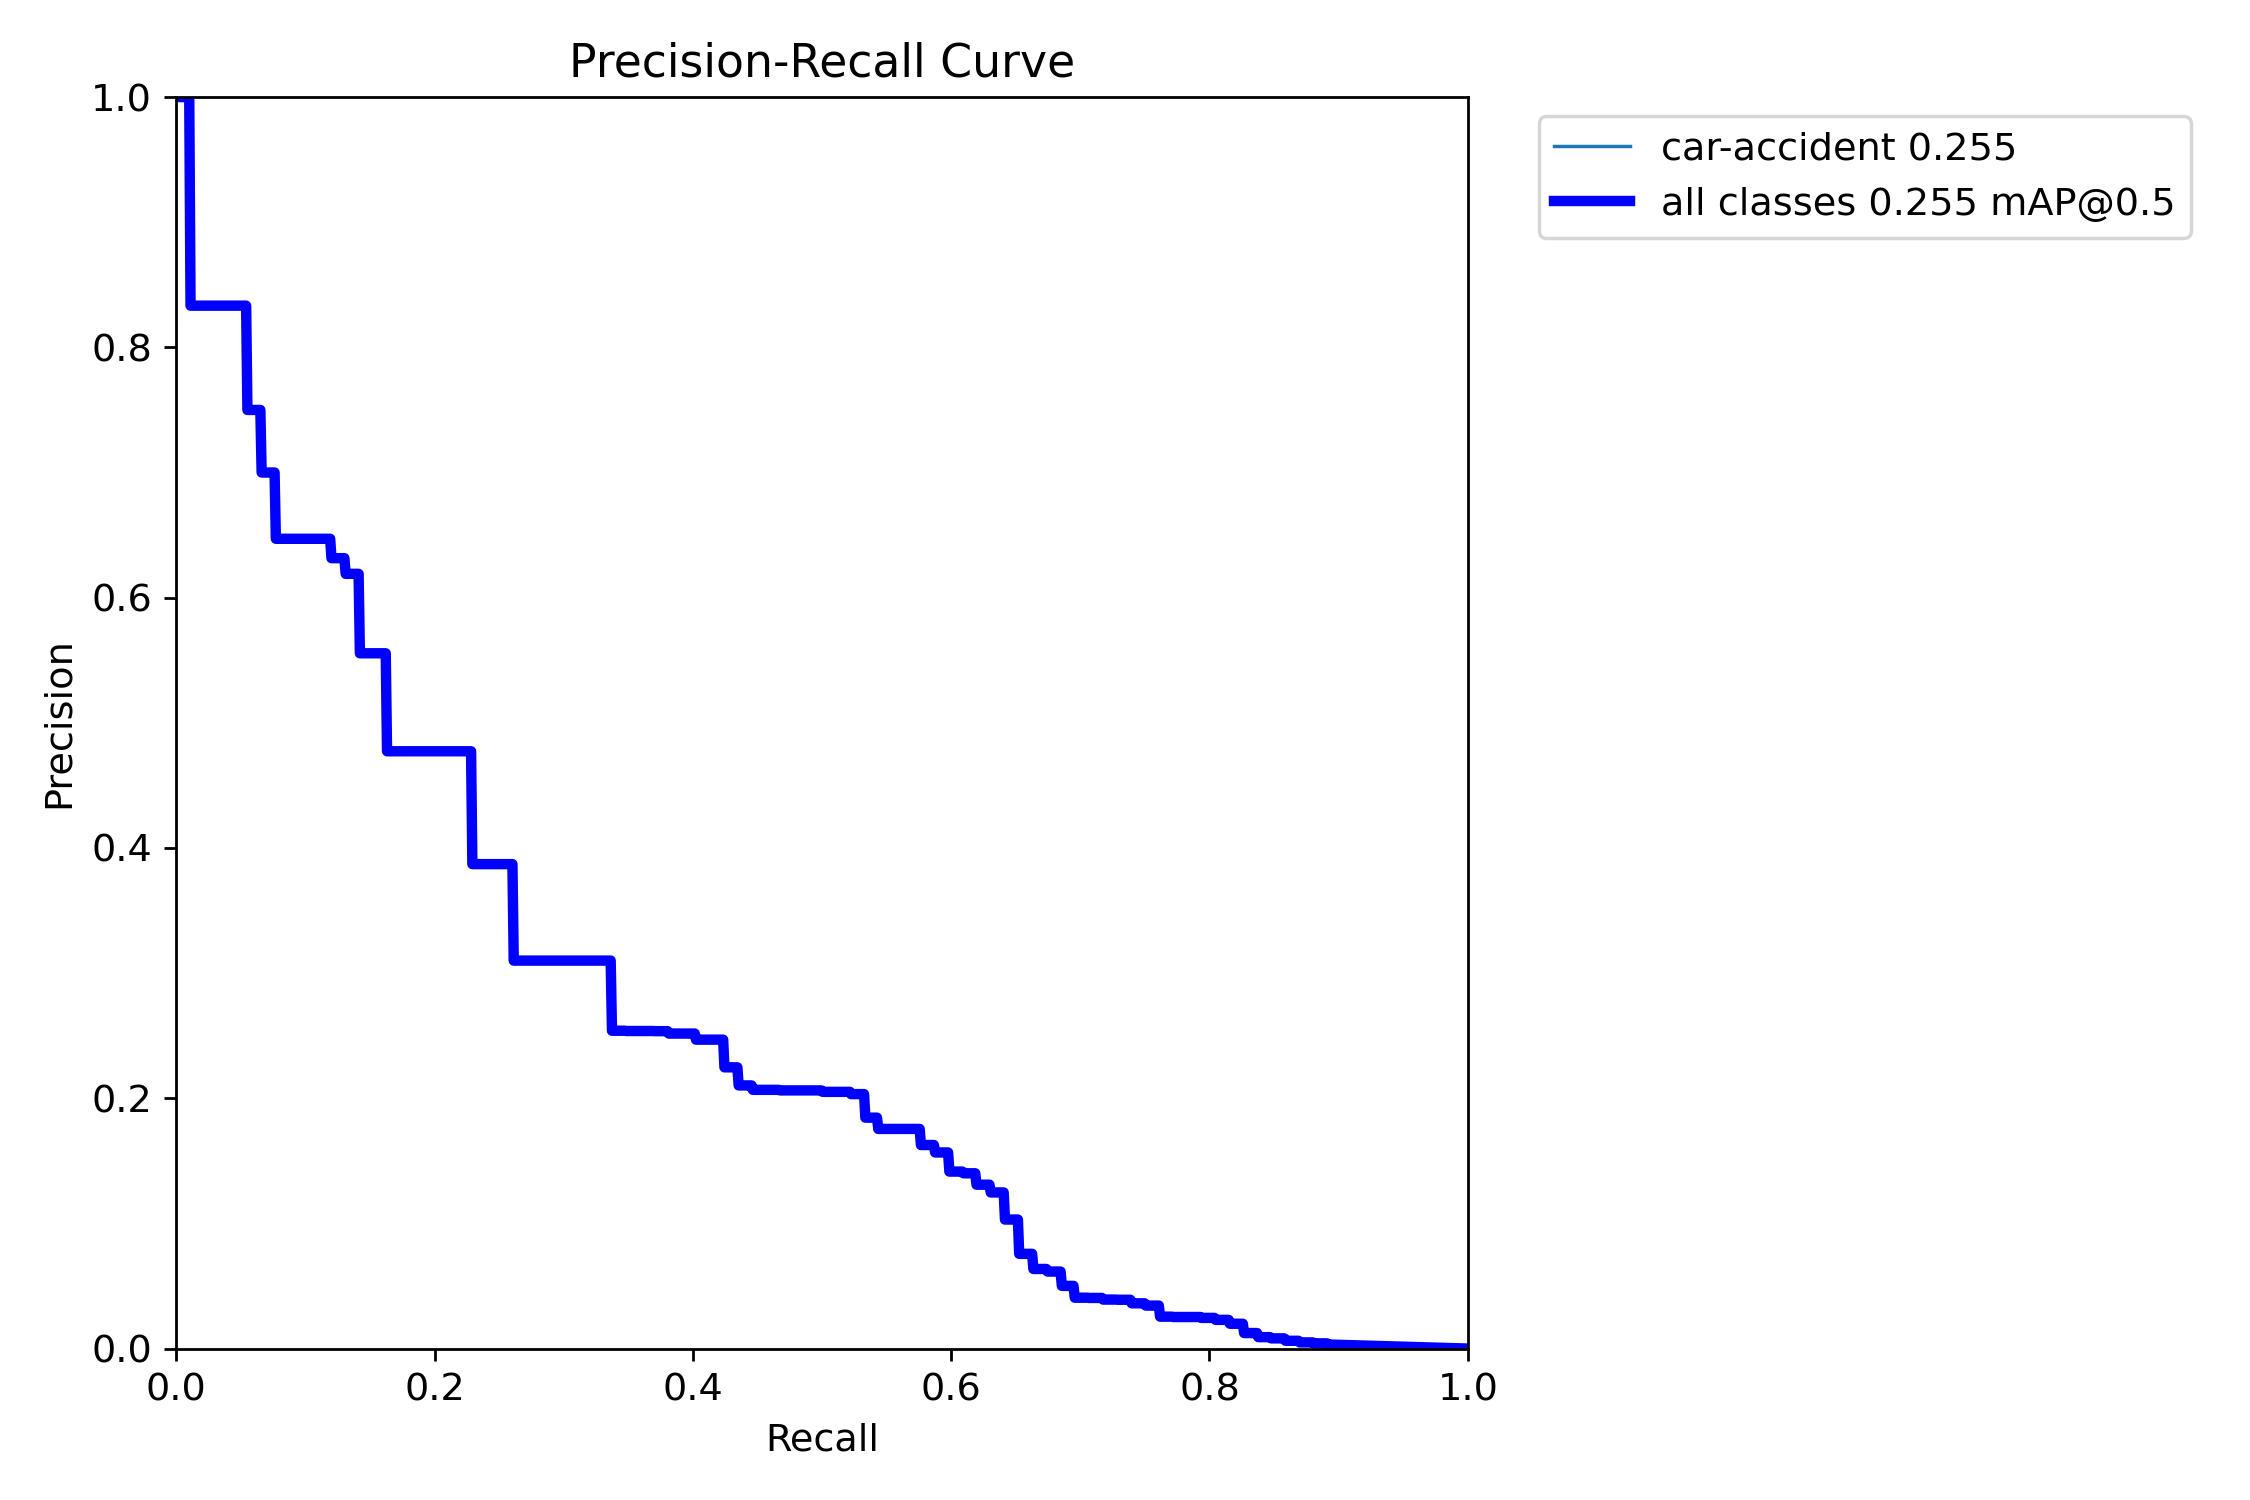 Precision-Recall Curve
1.0
0.8
0.6
0.4
0.2
0.0
Precision
0.0 0.2 0.4 0.6 0.8 1.0
Recall
car-accident 0.255
all classes 0.255 mAP@0.5